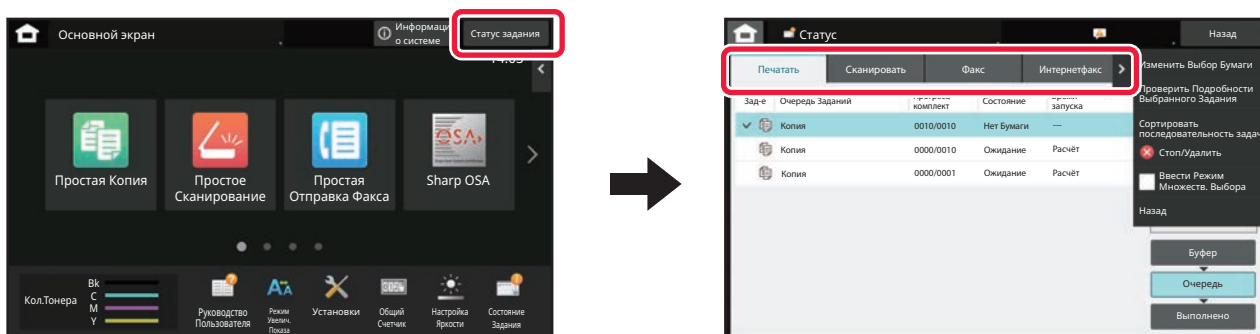 Основной экран
Информаци
о системе
Статус задания
14:05
Простая Копия
Простое
Сканирование
Простая
Отправка Факса
OSA
Sharp OSA
Кол.Тонера
Bk
C
M
Y
Руководство
Пользователя
Режим
Увелич.
Показа
Установки
Общий
Счетчик
Настройка
Яркости
Состояние
Задания
Статус
Назад
Печатать
Сканировать
Факс
Интернетфакс
Зад-е
Очередь Заданий
комплект
Состояние
запуска
Копия
0010/0010
Нет Бумаги
—
Копия
0000/0010
Ожидание
Расчёт
Копия
0000/0001
Ожидание
Расчёт
Изменить Выбор Бумаги
Проверить Подробности
Выбранного Задания
Сортировать
последовательность задач
Стоп/Удалить
Ввести Режим
Множеств. Выбора
Назад
Буфер
Очередь
Выполнено